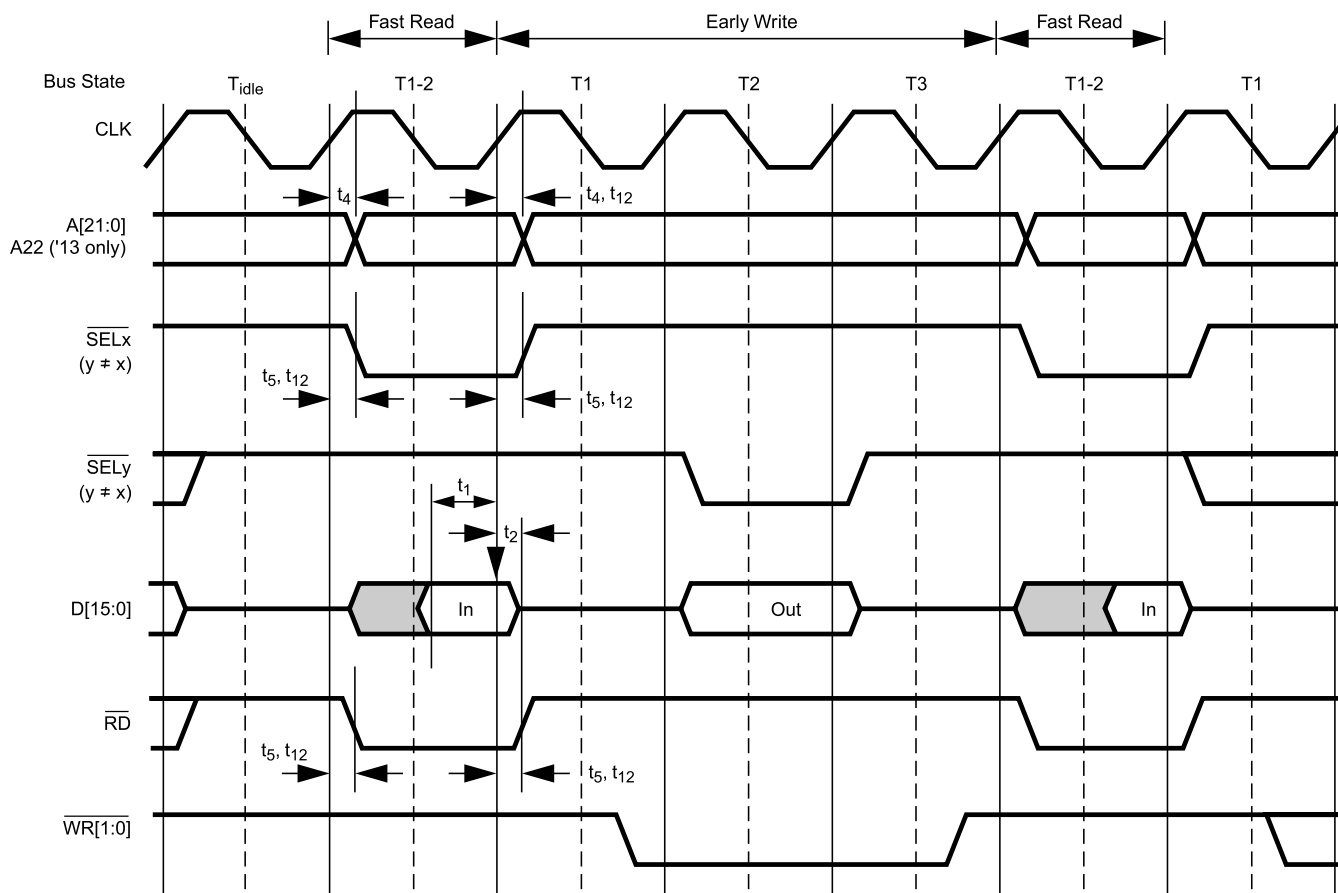 Fast Read Early Write Fast Read
Bus State T_idle T1-2 T1 T2 T3 T1-2 T1
CLK
t4 t4, t12
A[21:0]
A22 ('13 only)
SELx
(y ≠ x)
t5, t12 t5, t12
SELy
(y ≠ x)
t1
t2
D[15:0] In Out In
RD
t5, t12 t5, t12
WR[1:0]